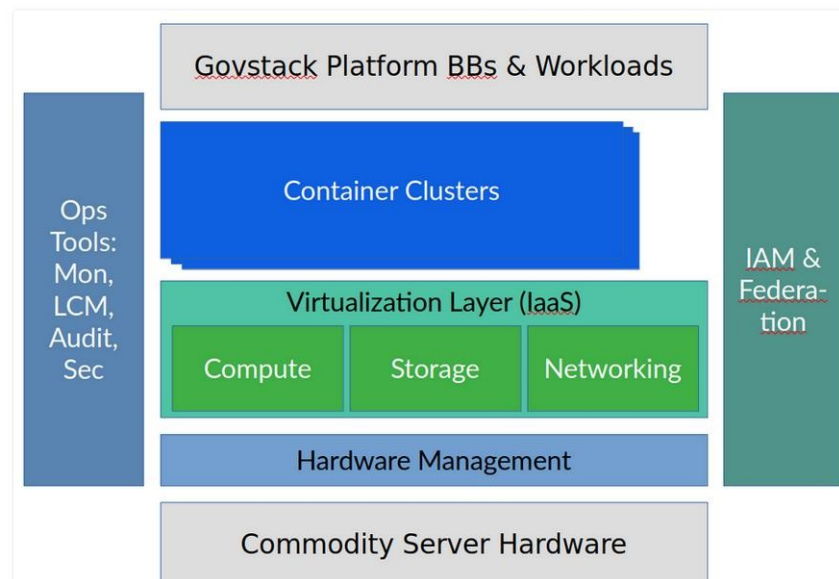 Govstack Platform BBs & Workloads
Ops
Tools:
Mon,
LCM,
Audit,
Sec
Container Clusters
Virtualization Layer (IaaS)
Compute
Storage
Networking
Hardware Management
Commodity Server Hardware
IAM &
Federa-
tion